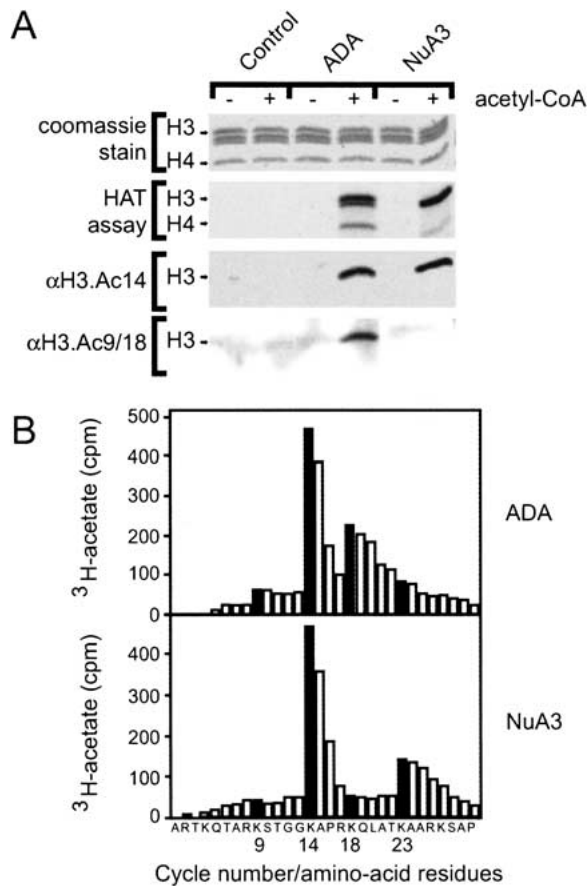 A
Control ADA NuA3
- + - + - + acetyl-CoA
coomassie stain H3
H4
HAT assay H3
H4
αH3.Ac14 H3
αH3.Ac9/18 H3
B
500
400
300
200
100
0
³H-acetate (cpm)
ADA
400
300
200
100
0
³H-acetate (cpm)
NuA3
ARTKQTARKSTGGKAPRKQLATKAARKSAP
9 14 18 23
Cycle number/amino-acid residues